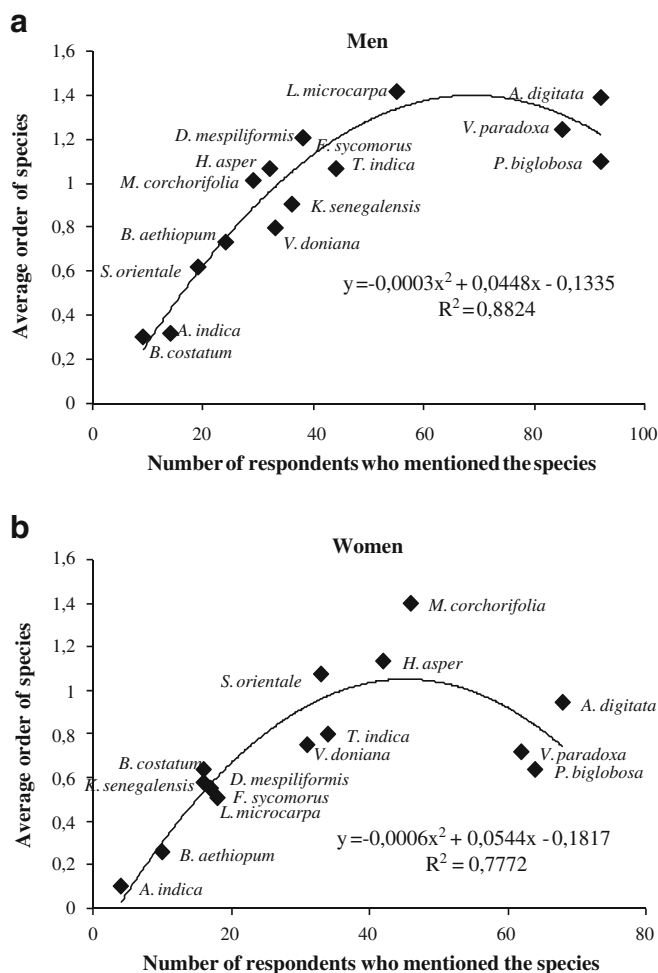 a
Men
Average order of species
1,6
1,4
1,2
1
0,8
0,6
0,4
0,2
0
L. microcarpa
A. digitata
D. mespiliformis
F. sycomorus
V. paradoxa
H. asper
T. indica
P. biglobosa
M. corchorifolia
K. senegalensis
B. aethiopum
V. doniana
S. orientale
y=-0,0003x² + 0,0448x - 0,1335
R² = 0,8824
A. indica
B. costatum
0 20 40 60 80 100
Number of respondents who mentioned the species
b
Women
Average order of species
1,6
1,4
1,2
1
0,8
0,6
0,4
0,2
0
M. corchorifolia
H. asper
S. orientale
A. digitata
T. indica
V. doniana
V. paradoxa
B. costatum
P. biglobosa
K. senegalensis
D. mespiliformis
F. sycomorus
L. microcarpa
y=-0,0006x² + 0,0544x - 0,1817
R² = 0,7772
B. aethiopum
A. indica
0 20 40 60 80
Number of respondents who mentioned the species